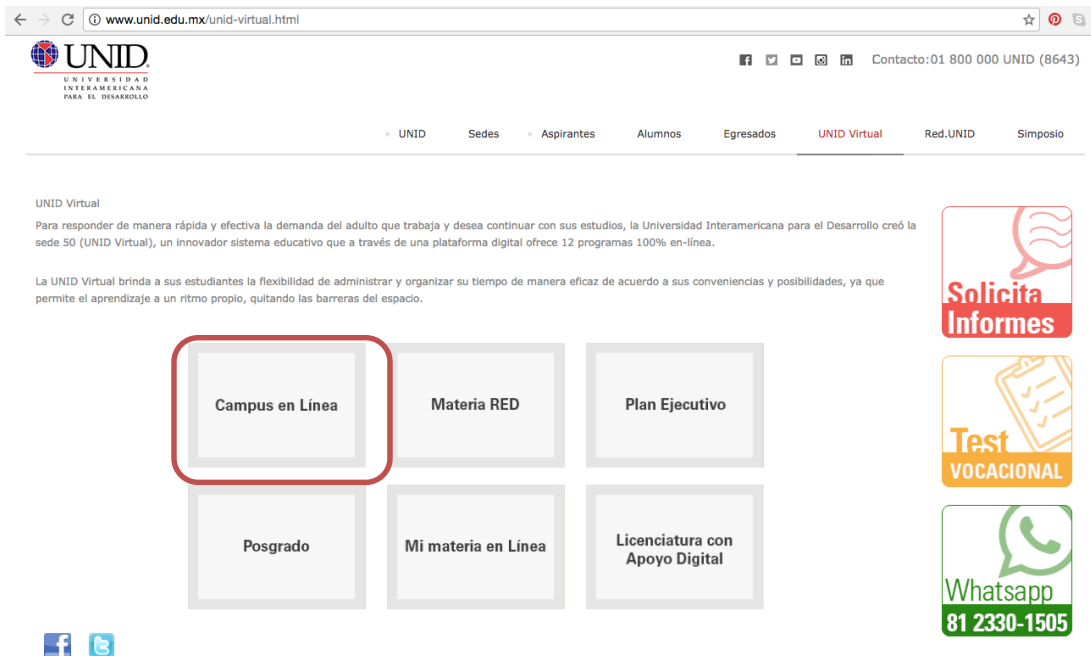 www.unid.edu.mx/unid-virtual.html
UNID
UNIVERSIDAD
INTERAMERICANA
PARA EL DESARROLLO
Contacto:01 800 000 UNID (8643)
UNID Sedes Aspirantes Alumnos Egresados UNID Virtual Red.UNID Simposio
UNID Virtual
Para responder de manera rápida y efectiva la demanda del adulto que trabaja y desea continuar con sus estudios, la Universidad Interamericana para el Desarrollo creó la
sede 50 (UNID Virtual), un innovador sistema educativo que a través de una plataforma digital ofrece 12 programas 100% en-línea.
La UNID Virtual brinda a sus estudiantes la flexibilidad de administrar y organizar su tiempo de manera eficaz de acuerdo a sus conveniencias y posibilidades, ya que
permite el aprendizaje a un ritmo propio, quitando las barreras del espacio.
Solicita
Informes
Campus en Línea
Materia RED
Plan Ejecutivo
Test
VOCACIONAL
Posgrado
Mi materia en Línea
Licenciatura con
Apoyo Digital
Whatsapp
81 2330-1505